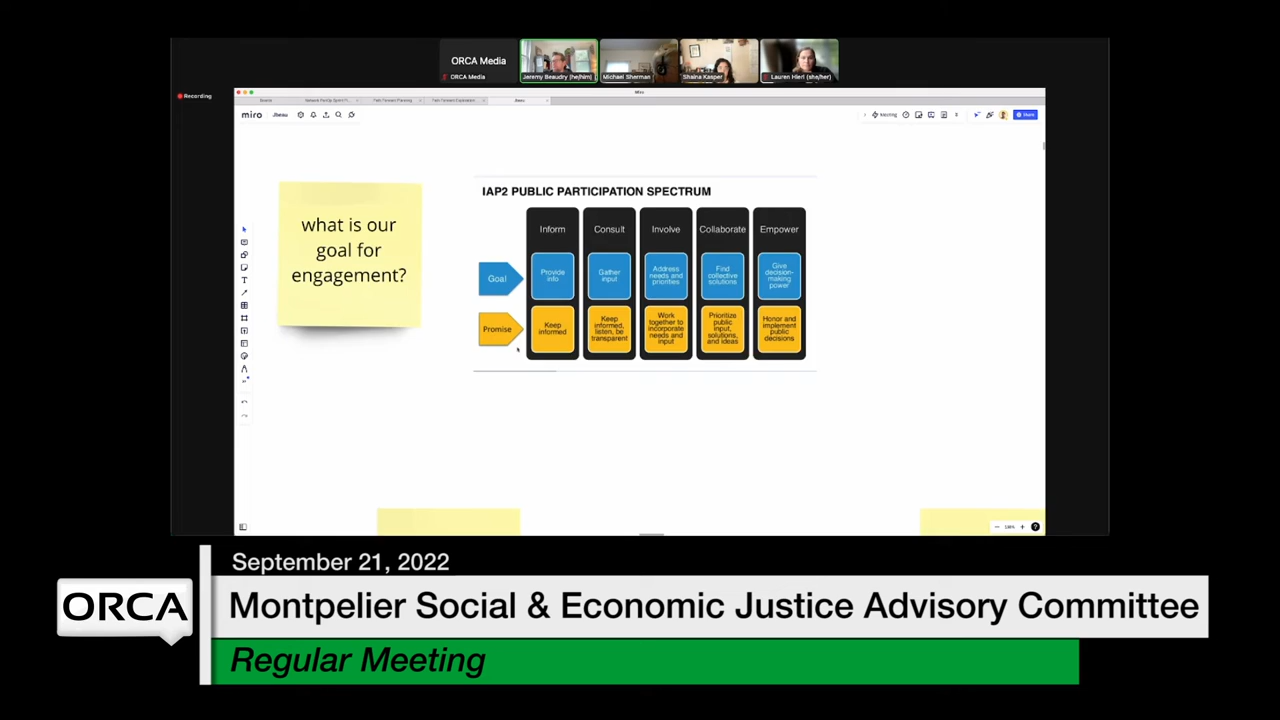 ORCA Media
ORCA Media
Jeremy Beaudry (he/him)
Michael Sherman
Shaina Kasper
Lauren Hierl (she/her)
Recording
Miro
miro
Meeting
Share
what is our
goal for
engagement?
IAP2 PUBLIC PARTICIPATION SPECTRUM
Inform
Consult
Involve
Collaborate
Empower
Goal
Provide
info
Gather
input
Address
needs and
priorities
Find
collective
solutions
Give
decision-
making
power
Promise
Keep
informed
Keep
informed,
listen, be
transparent
Work
together to
incorporate
needs and
input
Prioritize
public
input,
solutions,
and ideas
Honor and
implement
public
decisions
September 21, 2022
ORCA
Montpelier Social & Economic Justice Advisory Committee
Regular Meeting